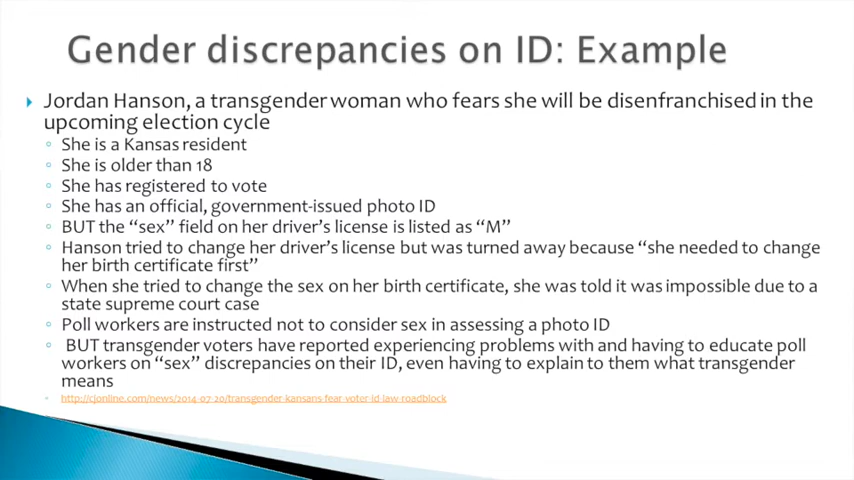 Gender discrepancies on ID: Example
Jordan Hanson, a transgender woman who fears she will be disenfranchised in the
upcoming election cycle
She is a Kansas resident
She is older than 18
She has registered to vote
She has an official, government-issued photo ID
BUT the “sex” field on her driver’s license is listed as “M”
Hanson tried to change her driver’s license but was turned away because “she needed to change
her birth certificate first”
When she tried to change the sex on her birth certificate, she was told it was impossible due to a
state supreme court case
Poll workers are instructed not to consider sex in assessing a photo ID
BUT transgender voters have reported experiencing problems with and having to educate poll
workers on “sex” discrepancies on their ID, even having to explain to them what transgender
means
http://cjonline.com/news/2014-07-20/transgender-kansans-fear-voter-id-law-roadblock